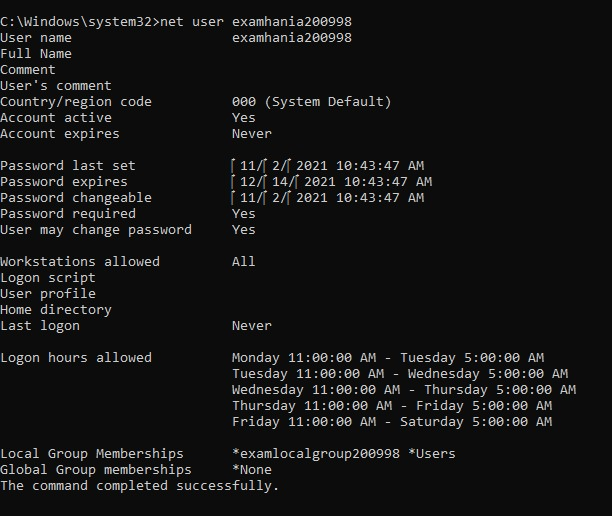 C:\Windows\system32>net user examhania200998
User name examhania200998
Full Name
Comment
User's comment
Country/region code 000 (System Default)
Account active Yes
Account expires Never
Password last set 11/ 2/ 2021 10:43:47 AM
Password expires 12/ 14/ 2021 10:43:47 AM
Password changeable 11/ 2/ 2021 10:43:47 AM
Password required Yes
User may change password Yes
Workstations allowed All
Logon script
User profile
Home directory
Last logon Never
Logon hours allowed Monday 11:00:00 AM - Tuesday 5:00:00 AM
Tuesday 11:00:00 AM - Wednesday 5:00:00 AM
Wednesday 11:00:00 AM - Thursday 5:00:00 AM
Thursday 11:00:00 AM - Friday 5:00:00 AM
Friday 11:00:00 AM - Saturday 5:00:00 AM
Local Group Memberships *examlocalgroup200998 *Users
Global Group memberships *None
The command completed successfully.